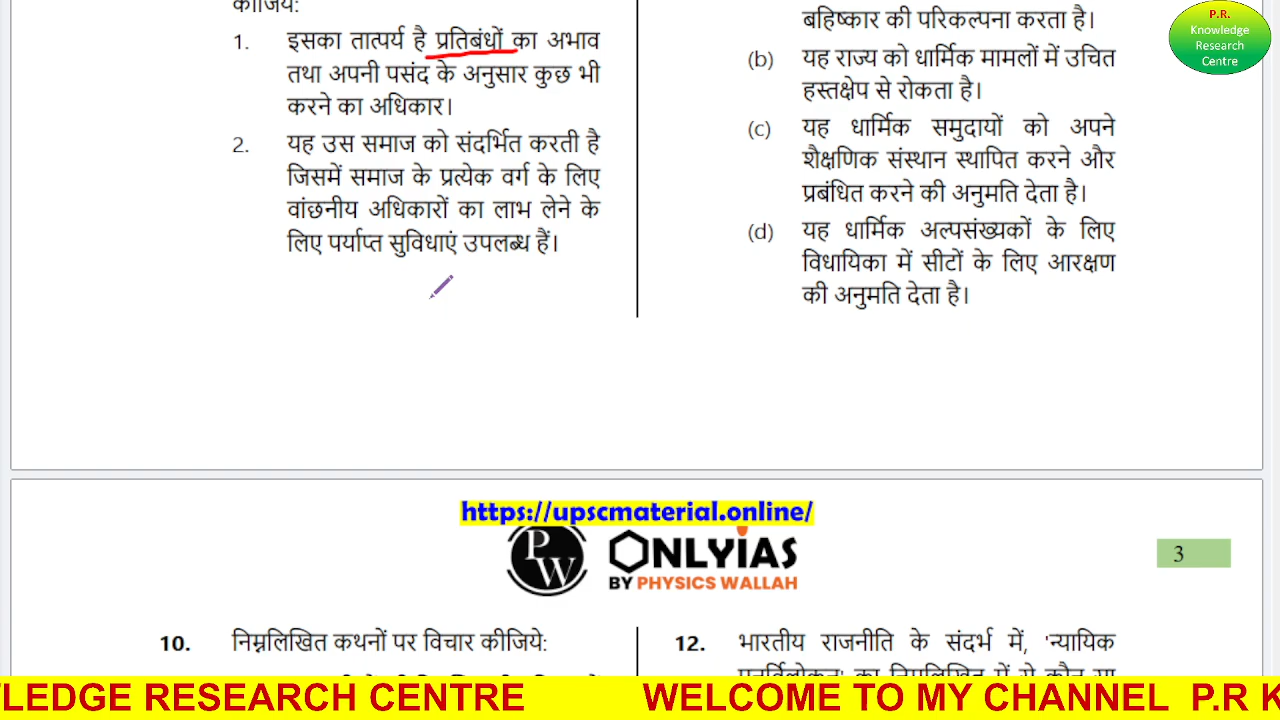 कीजिये:
1. इसका तात्पर्य है प्रतिबंधों का अभाव
तथा अपनी पसंद के अनुसार कुछ भी
करने का अधिकार।
2. यह उस समाज को संदर्भित करती है
जिसमें समाज के प्रत्येक वर्ग के लिए
वांछनीय अधिकारों का लाभ लेने के
लिए पर्याप्त सुविधाएं उपलब्ध हैं।
बहिष्कार की परिकल्पना करता है।
(b) यह राज्य को धार्मिक मामलों में उचित
हस्तक्षेप से रोकता है।
(c) यह धार्मिक समुदायों को अपने
शैक्षणिक संस्थान स्थापित करने और
प्रबंधित करने की अनुमति देता है।
(d) यह धार्मिक अल्पसंख्यकों के लिए
विधायिका में सीटों के लिए आरक्षण
की अनुमति देता है।
P.R.
Knowledge
Research
Centre
https://upscmaterial.online/
PW
ONLYIAS
BY PHYSICS WALLAH
3
10. निम्नलिखित कथनों पर विचार कीजिये:
12. भारतीय राजनीति के संदर्भ में, 'न्यायिक
LEDGE RESEARCH CENTRE WELCOME TO MY CHANNEL P.R K